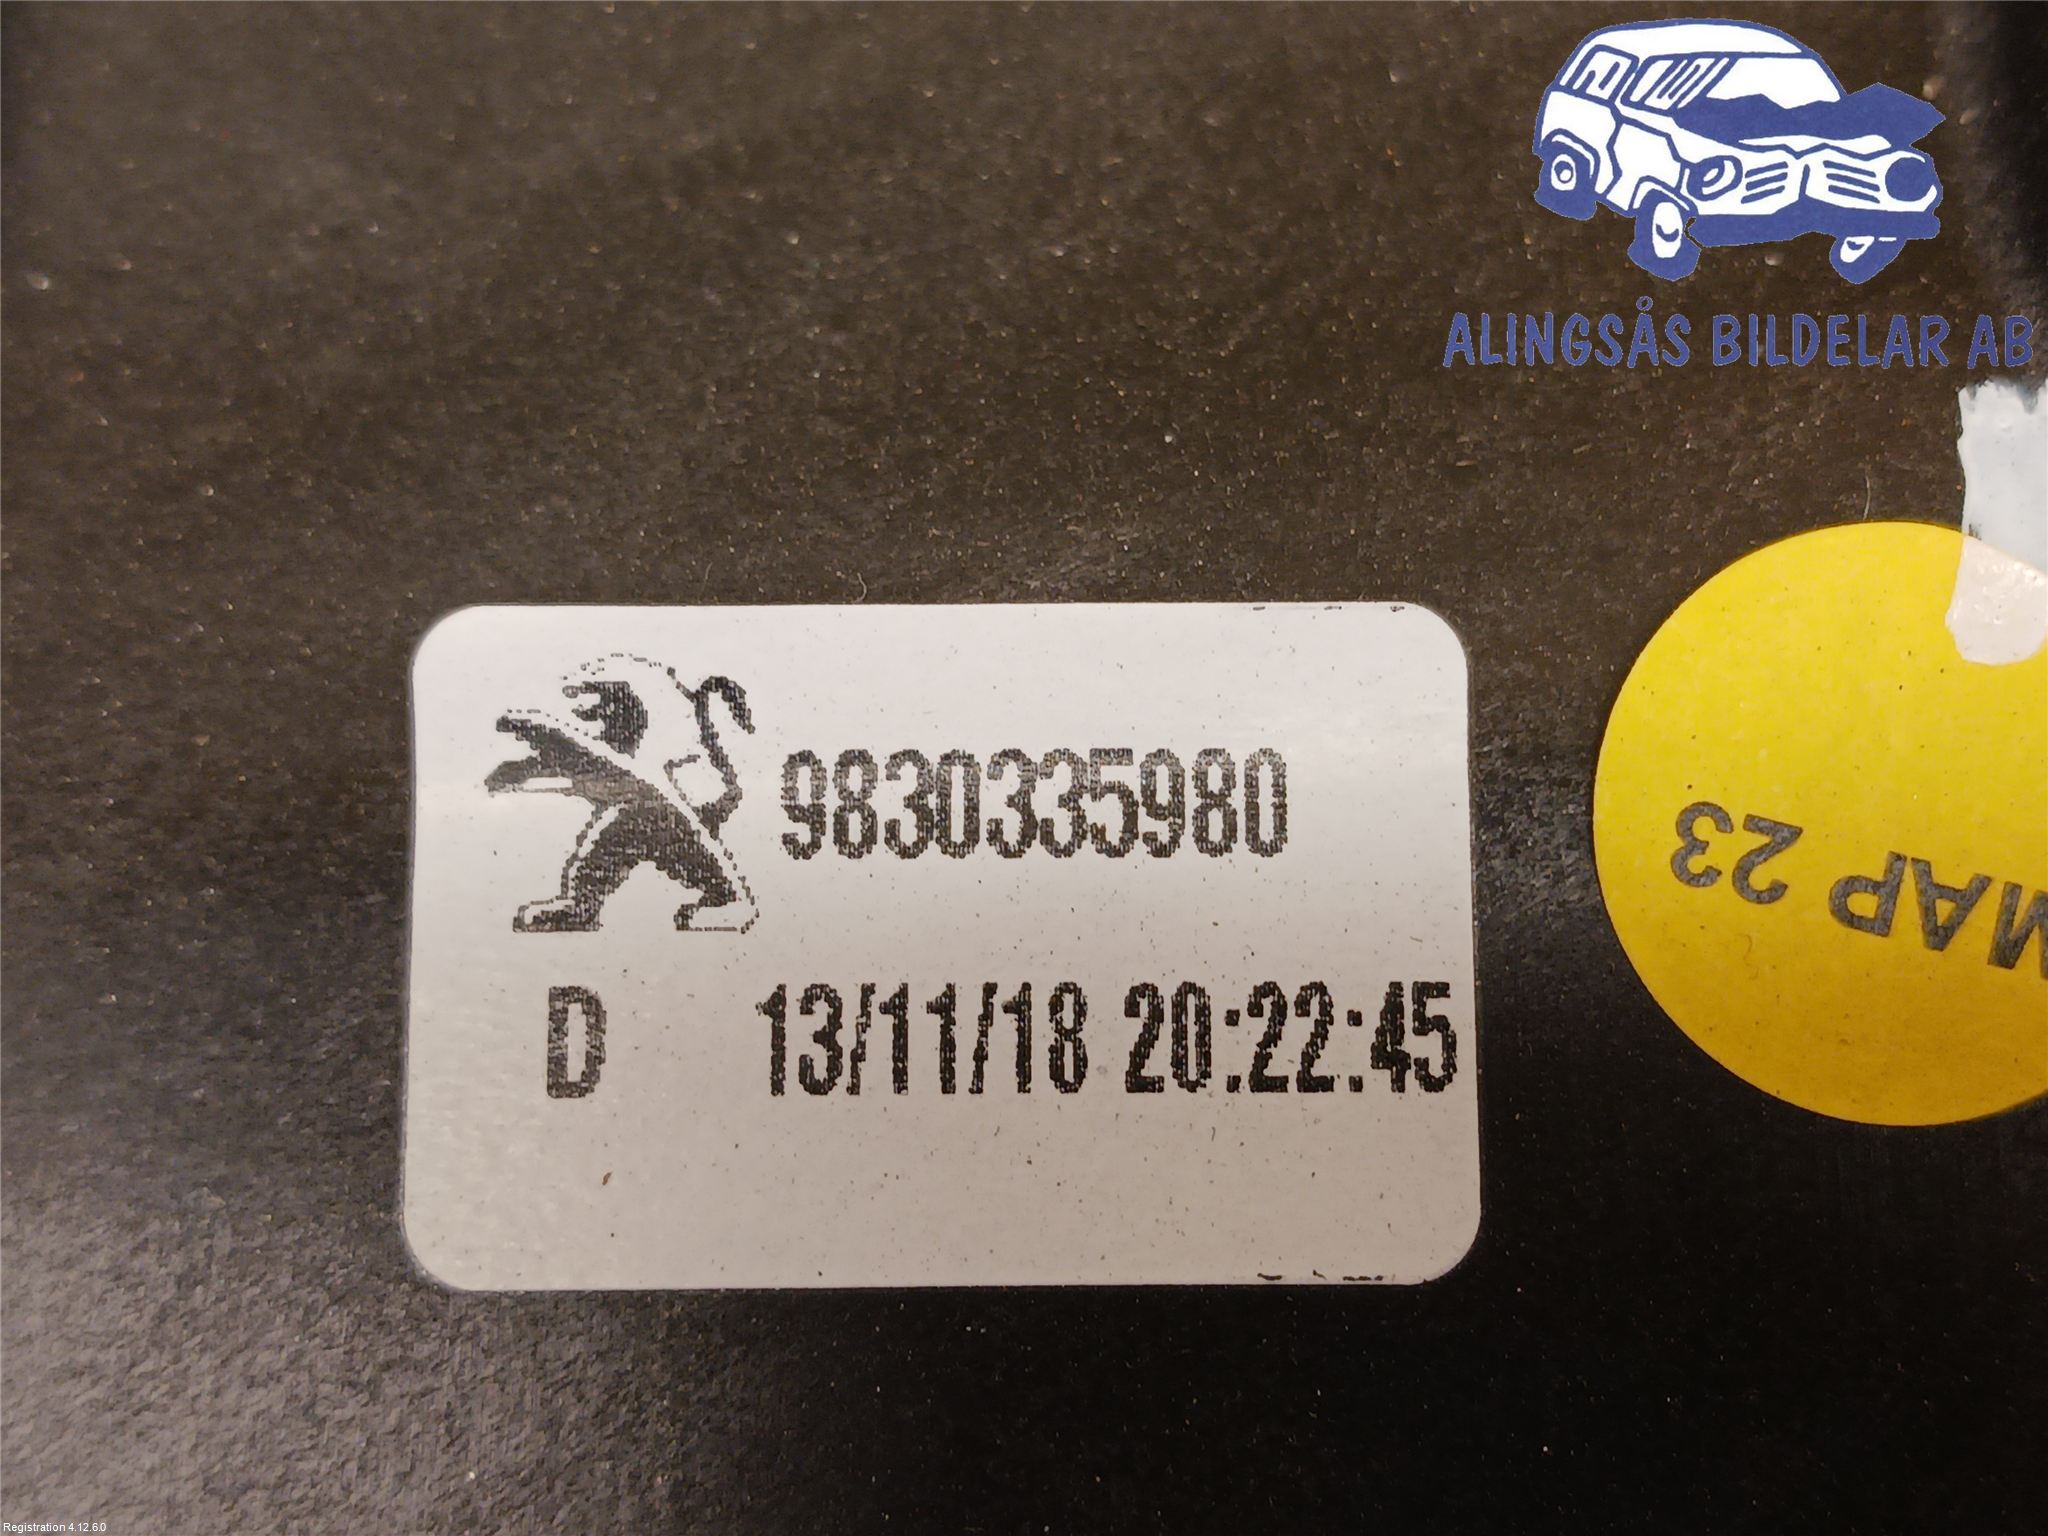 ALINGSÅS BILDELAR AB
9830335980
D 13/11/18 20:22:45
MAP 23
Registration 4.12.6.0